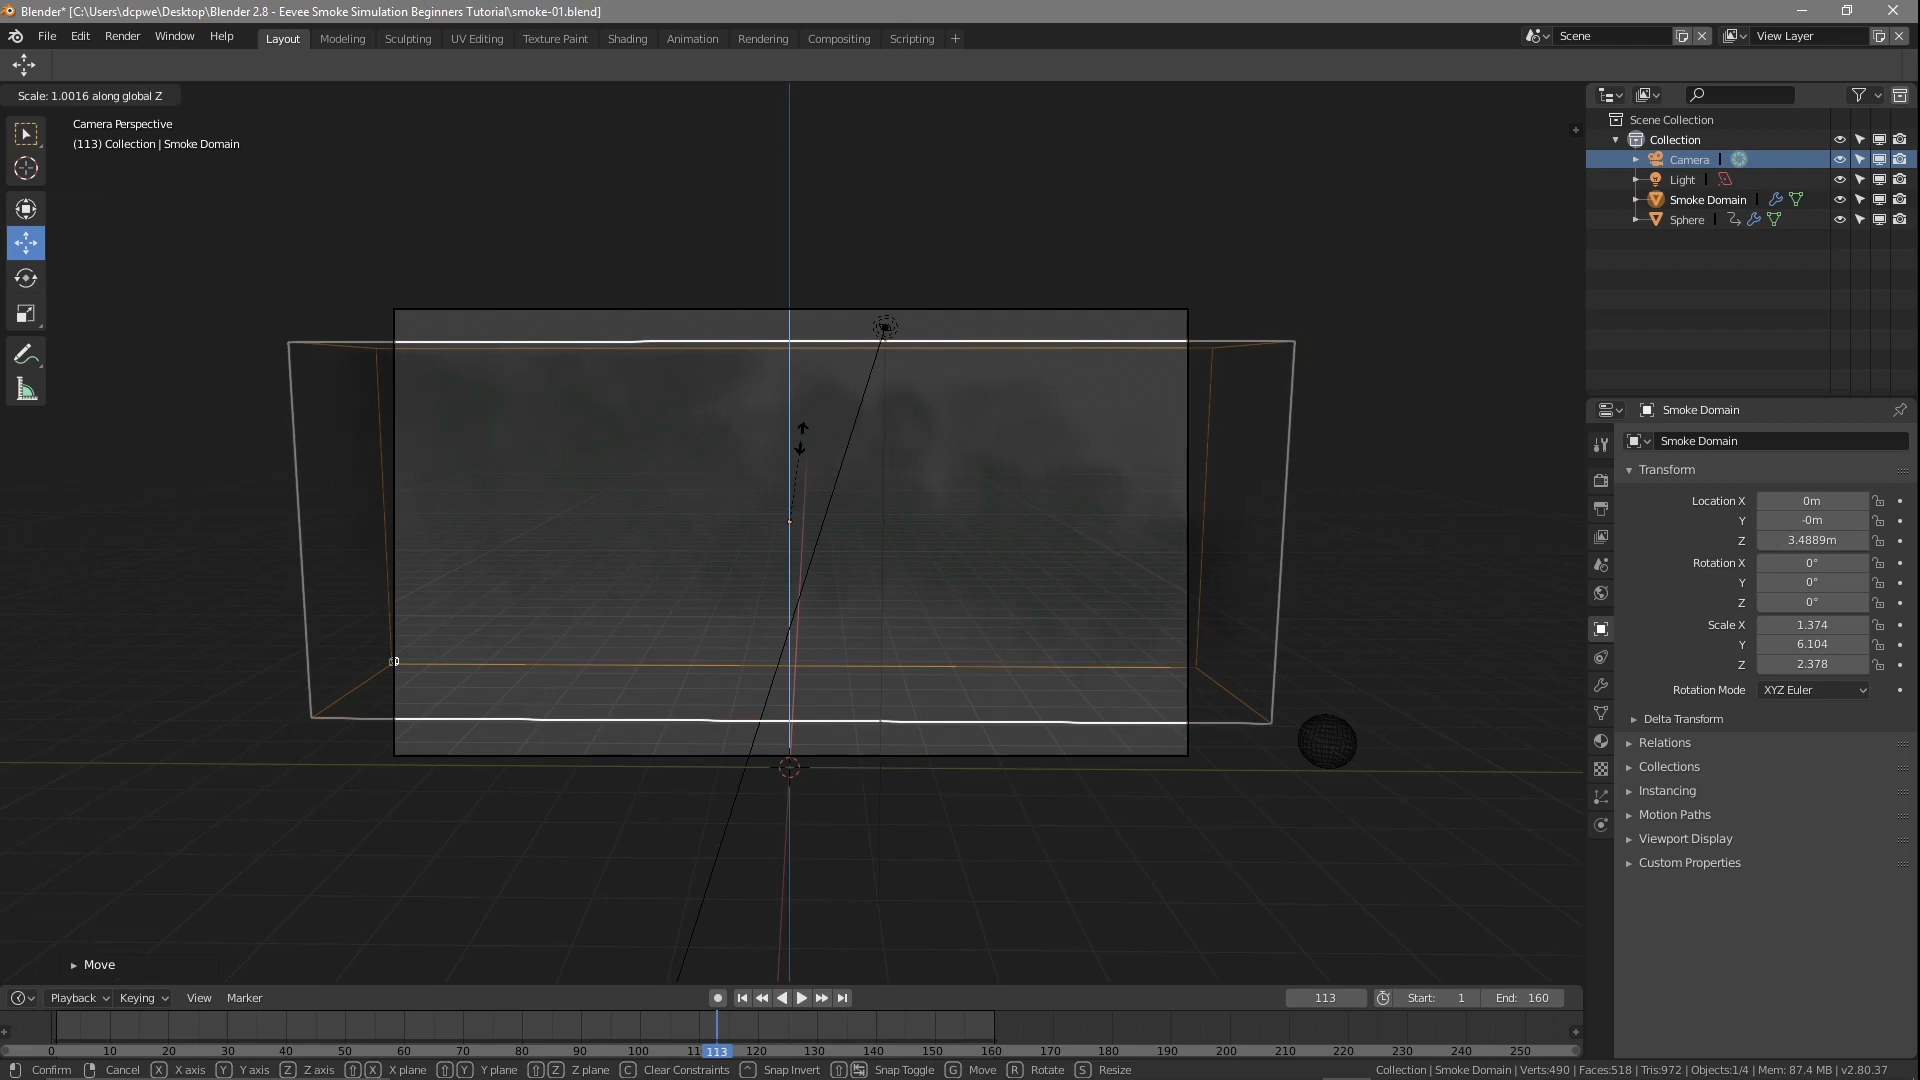 Blender* [C:\Users\dcpwe\Desktop\Blender 2.8 - Eevee Smoke Simulation Beginners Tutorial\smoke-01.blend]
File Edit Render Window Help Layout Modeling Sculpting UV Editing Texture Paint Shading Animation Rendering Compositing Scripting + Scene View Layer
Scale: 1.0016 along global Z
Camera Perspective
(113) Collection | Smoke Domain
Scene Collection
Collection
Camera
Light
Smoke Domain
Sphere
Smoke Domain
Smoke Domain
Transform
Location X 0m
Y -0m
Z 3.4889m
Rotation X 0°
Y 0°
Z 0°
Scale X 1.374
Y 6.104
Z 2.378
Rotation Mode XYZ Euler
Delta Transform
Relations
Collections
Instancing
Motion Paths
Viewport Display
Custom Properties
Move
Playback Keying View Marker 113 Start: 1 End: 160
0 10 20 30 40 50 60 70 80 90 100 11 113 120 130 140 150 160 170 180 190 200 210 220 230 240 250
Confirm Cancel X X axis Y Y axis Z Z axis X X plane Y Y plane Z Z plane C Clear Constraints ^ Snap Invert Snap Toggle G Move R Rotate S Resize Collection | Smoke Domain | Verts:490 | Faces:518 | Tris:972 | Objects:1/4 | Mem: 87.4 MB | v2.80.37